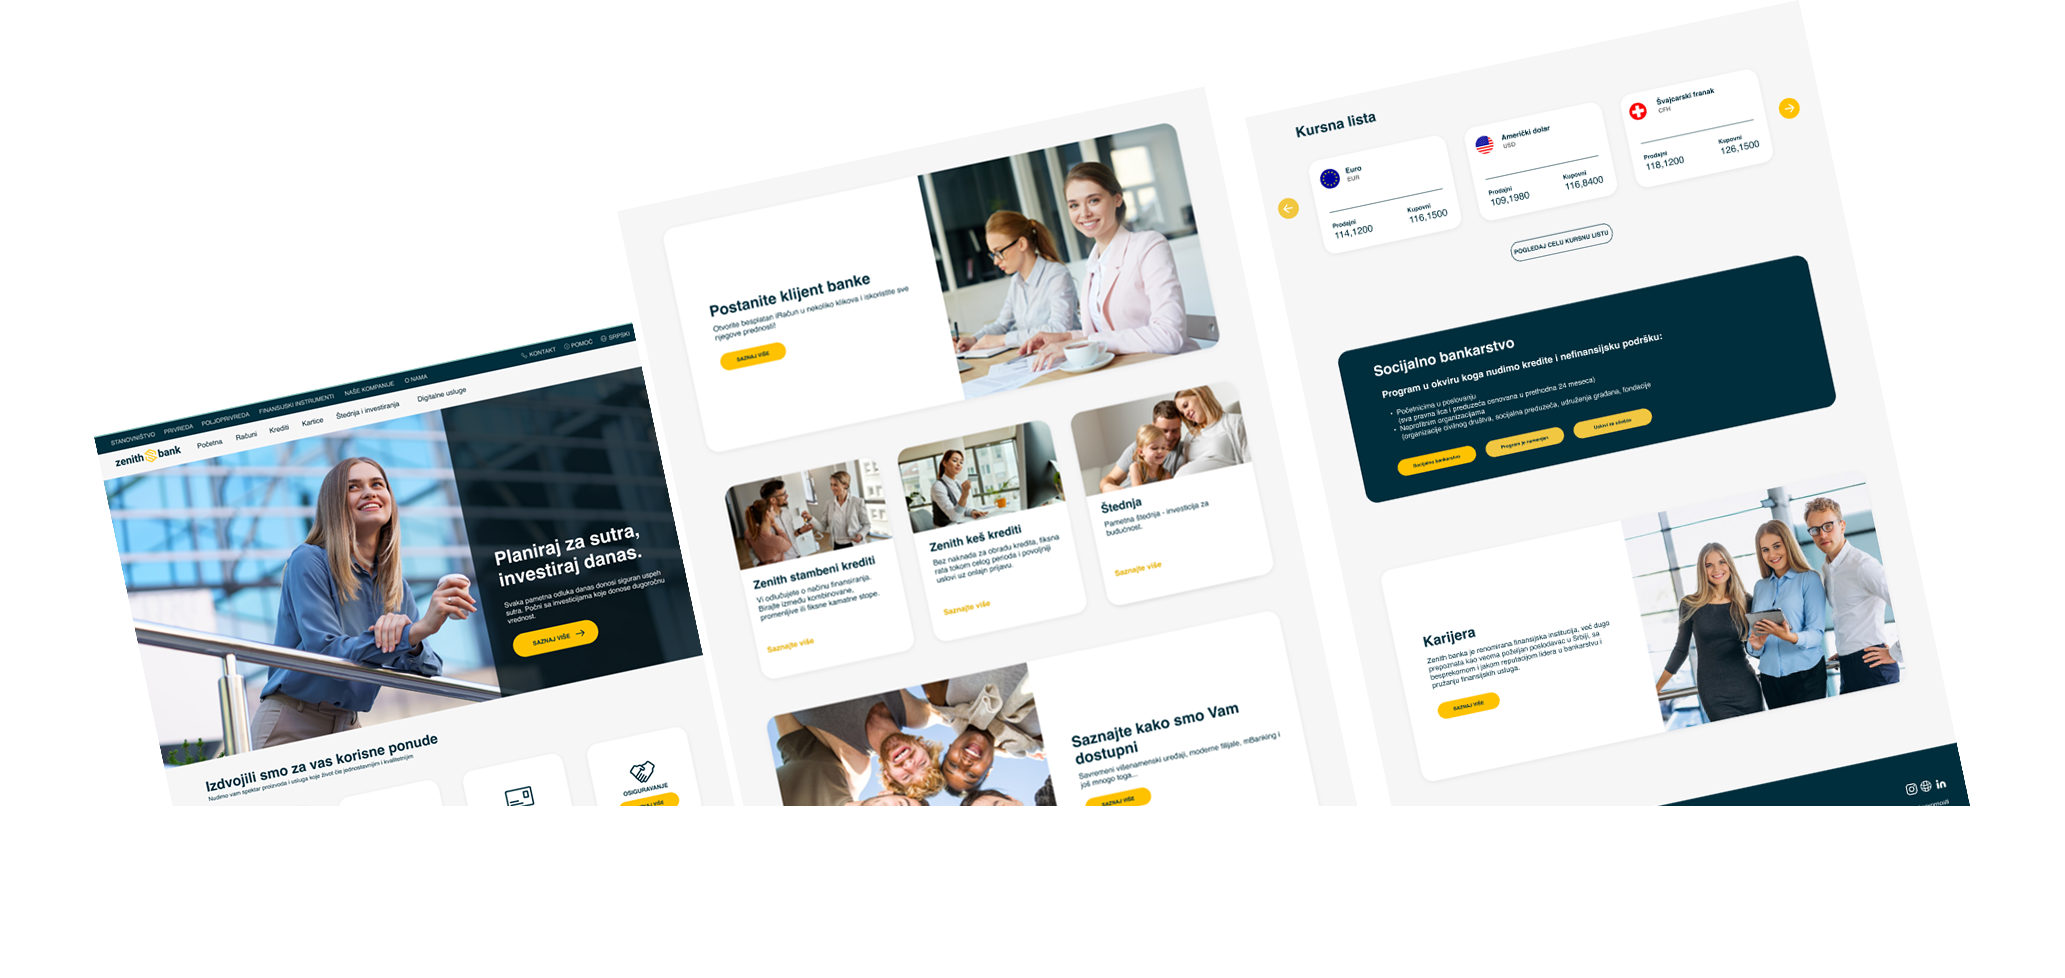 STANOVNIŠTVO PRIVREDA POLJOPRIVREDA FINANSIJSKI INSTRUMENTI NAŠE KOMPANIJE O NAMA KONTAKT POMOĆ SRPSKI
zenith bank Početna Računi Krediti Kartice Štednja i investiranja Digitalne usluge
Planiraj za sutra,
investiraj danas.
Svaka pametna odluka danas donosi siguran uspeh
sutra. Počni sa investicijama koje donose dugoročnu
vrednost.
SAZNAJ VIŠE
Izdvojili smo za vas korisne ponude
Nudimo vam spektar proizvoda i usluga koje život čine jednostavnijim i kvalitetnijim
OSIGURAVANJE
Postanite klijent banke
Otvorite besplatan iRačun u nekoliko klikova i iskoristite sve
njegove prednosti!
SAZNAJ VIŠE
Zenith stambeni krediti
Vi odlučujete o načinu finansiranja.
Birajte između kombinovane,
promenljive ili fiksne kamatne stope.
Saznajte više
Zenith keš krediti
Bez naknada za obradu kredita, fiksna
rata tokom celog perioda i povoljniji
uslovi uz onlajn prijavu.
Saznajte više
Štednja
Pametna štednja - investicija za
budućnost.
Saznajte više
Saznajte kako smo Vam
dostupni
Savremeni višenamenski uređaji, moderne filijale, mBanking i
još mnogo toga...
SAZNAJ VIŠE
Kursna lista
Euro
EUR
Prodajni Kupovni
114,1200 116,1500
Američki dolar
USD
Prodajni Kupovni
109,1980 116,8400
Švajcarski franak
CFH
Prodajni Kupovni
118,1200 126,1500
POGLEDAJ CELU KURSNU LISTU
Socijalno bankarstvo
Program u okviru koga nudimo kredite i nefinansijsku podršku:
• Početnicima u poslovanju
(sva pravna lica i preduzeća osnovana u prethodna 24 meseca)
• Neprofitnim organizacijama
(organizacije civilnog društva, socijalna preduzeća, udruženja građana, fondacije
Socijalno bankarstvo Program je namenjen Uslovi za učešće
Karijera
Zenith banka je renomirana finansijska institucija, već dugo
prepoznata kao veoma poželjan poslodavac u Srbiji, sa
besprekornom i jakom reputacijom lidera u bankarstvu i
pružanju finansijskih usluga.
SAZNAJ VIŠE